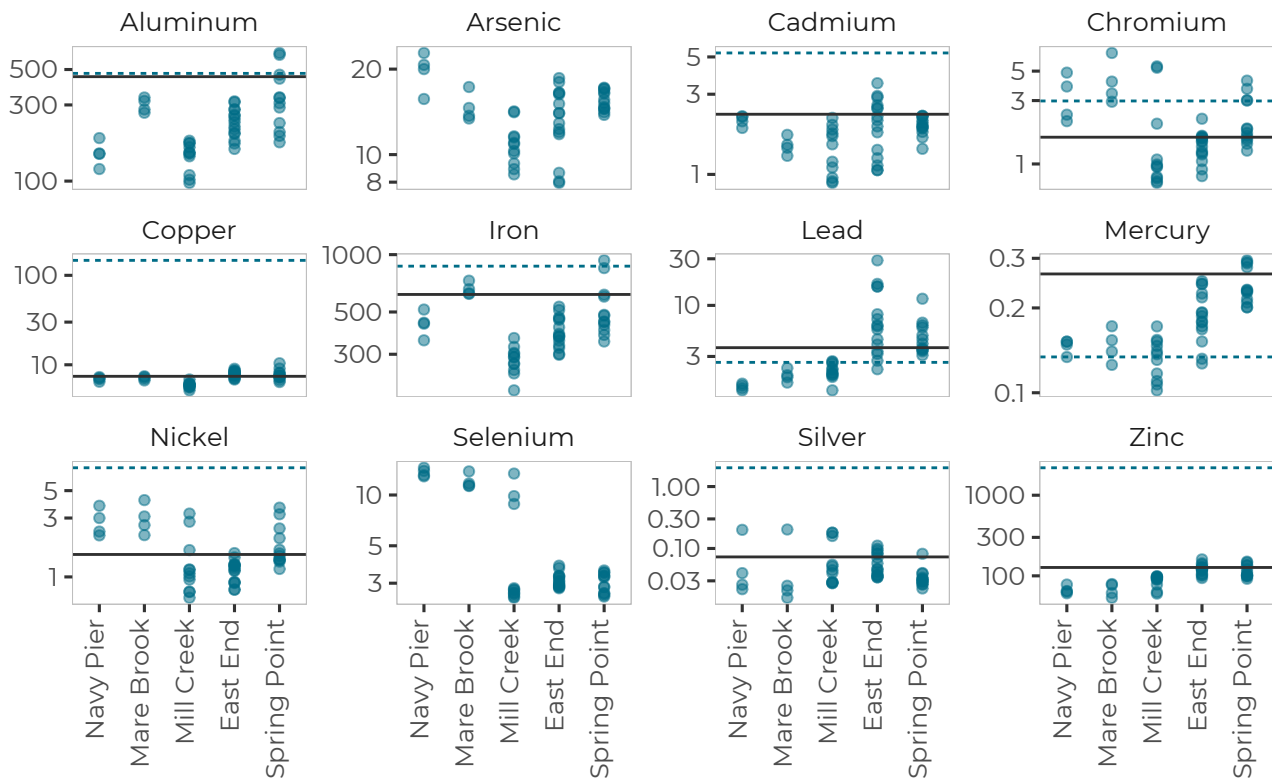 Aluminum
Arsenic
Cadmium
Chromium
500
300
100
20
10
8
5
3
1
5
3
1
Copper
Iron
Lead
Mercury
100
30
10
1000
500
300
30
10
3
0.3
0.2
0.1
Nickel
Selenium
Silver
Zinc
5
3
1
10
5
3
1.00
0.30
0.10
0.03
1000
300
100
Navy Pier
Mare Brook
Mill Creek
East End
Spring Point
Navy Pier
Mare Brook
Mill Creek
East End
Spring Point
Navy Pier
Mare Brook
Mill Creek
East End
Spring Point
Navy Pier
Mare Brook
Mill Creek
East End
Spring Point